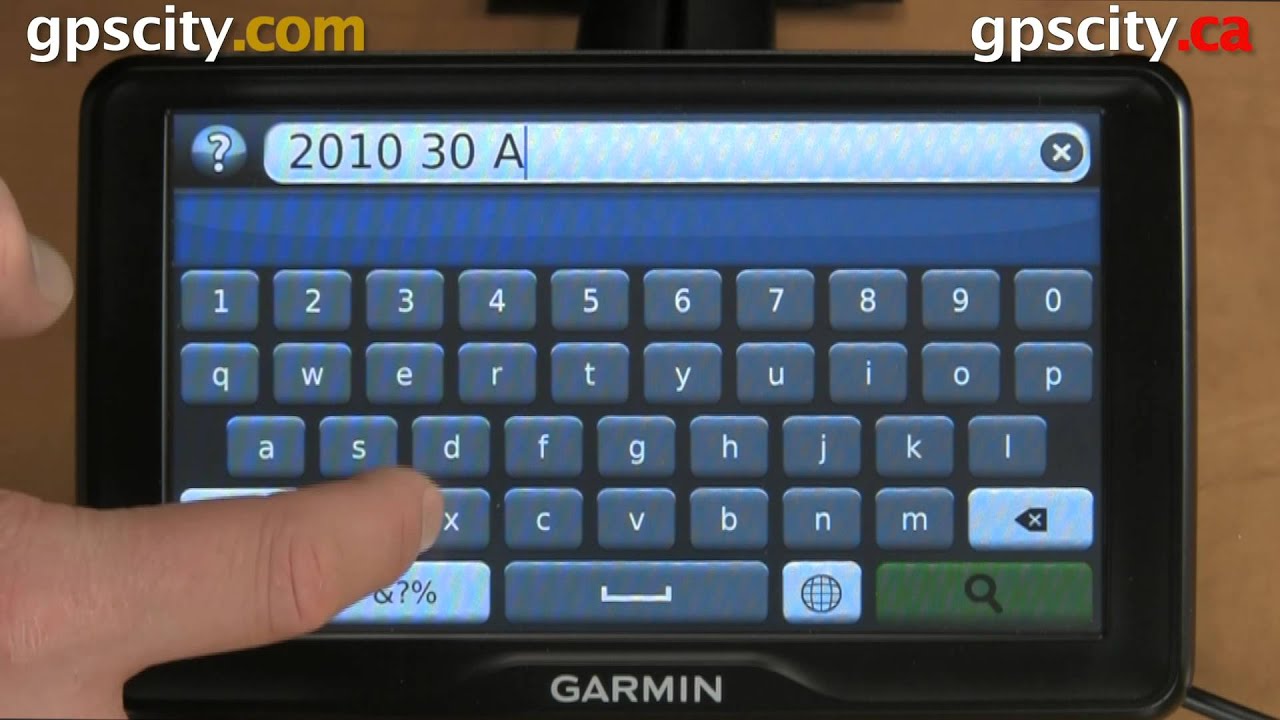 gpscity.com gpscity.ca
? 2010 30 A
1 2 3 4 5 6 7 8 9 0
q w e r t y u i o p
a s d f g h j k l
x c v b n m
&?%
GARMIN